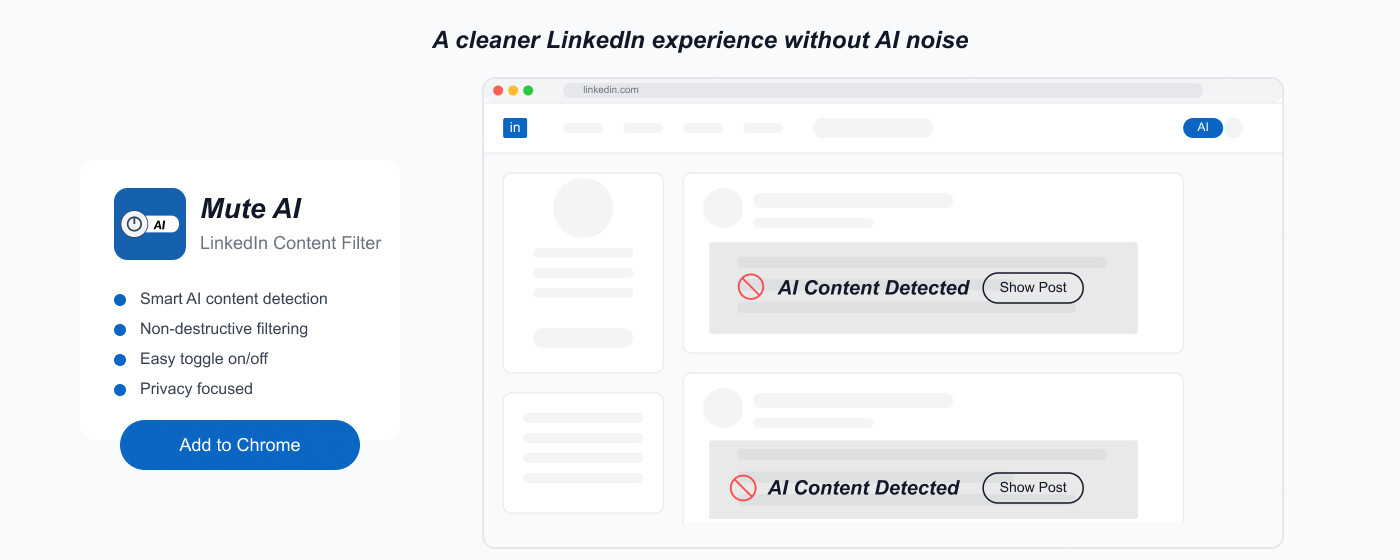 A cleaner LinkedIn experience without AI noise
linkedin.com
in
AI
AI
Mute AI
LinkedIn Content Filter
Smart AI content detection
Non-destructive filtering
Easy toggle on/off
Privacy focused
Add to Chrome
AI Content Detected
Show Post
AI Content Detected
Show Post